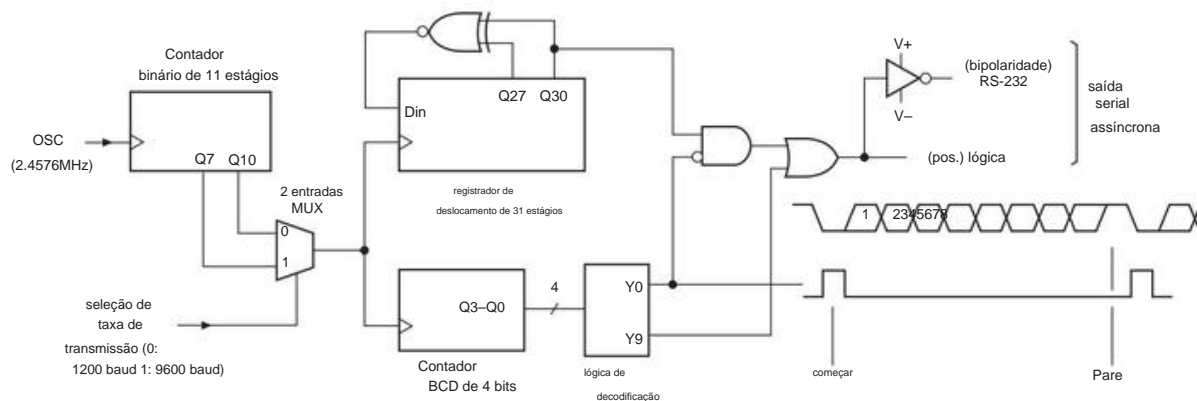 Contador
binário de 11 estágios
OSC
(2.4576MHz)
Q7
Q10
2 entradas
MUX
0
1
seleção de
taxa de
transmissão (0:
1200 baud 1: 9600 baud)
Din
Q27
Q30
registrador de
deslocamento de 31 estágios
Q3–Q0
4
Contador
BCD de 4 bits
Y0
Y9
lógica de
decodificação
V+
V–
(bipolaridade)
RS-232
(pos.) lógica
saída
serial
assíncrona
1 2345678
começar
Pare